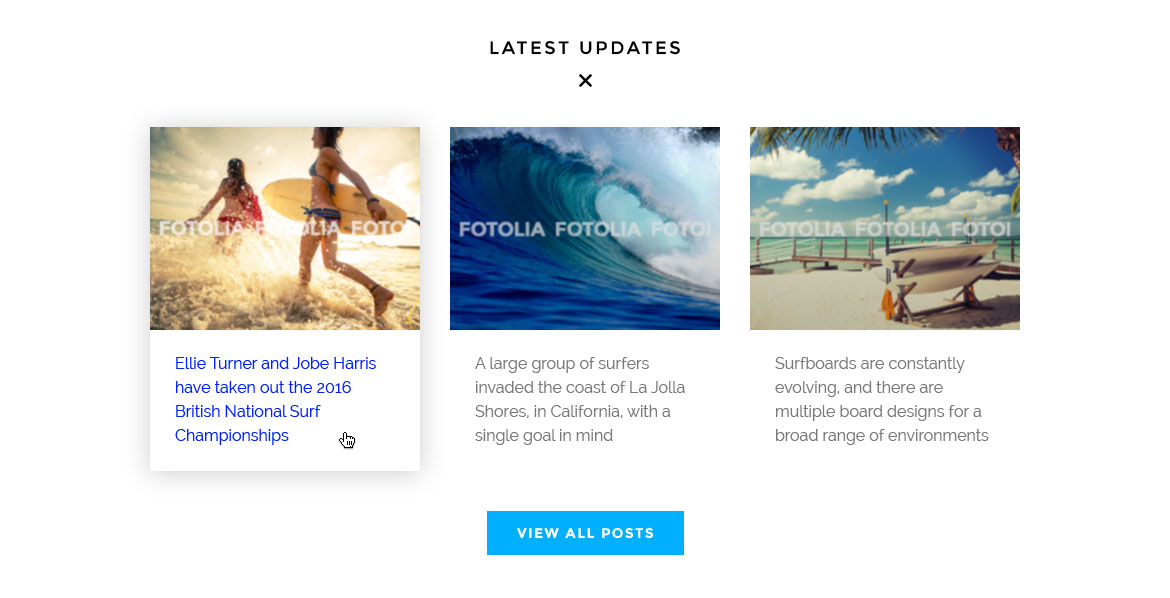 LATEST UPDATES
FOTOLIA FOTOLIA FOTOI
FOTOLIA FOTOLIA FOTOI
FOTOLIA FOTOLIA FOTOI
Ellie Turner and Jobe Harris
have taken out the 2016
British National Surf
Championships
A large group of surfers
invaded the coast of La Jolla
Shores, in California, with a
single goal in mind
Surfboards are constantly
evolving, and there are
multiple board designs for a
broad range of environments
VIEW ALL POSTS